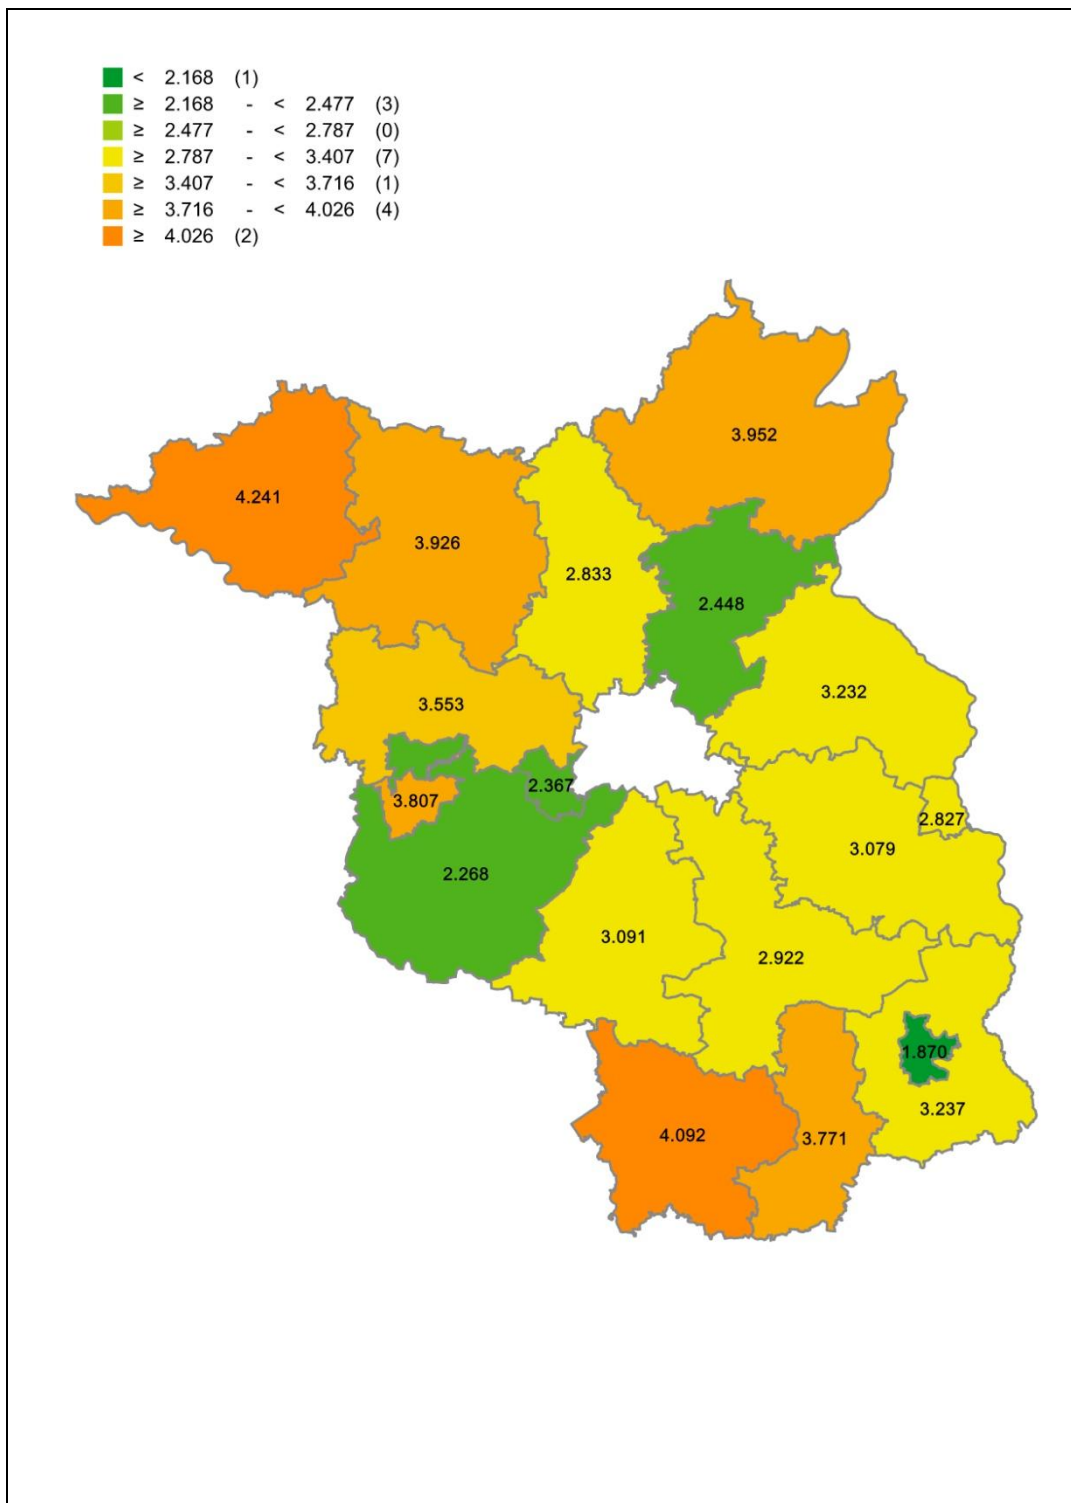 < 2.168 (1)
≥ 2.168 - < 2.477 (3)
≥ 2.477 - < 2.787 (0)
≥ 2.787 - < 3.407 (7)
≥ 3.407 - < 3.716 (1)
≥ 3.716 - < 4.026 (4)
≥ 4.026 (2)
3.952
4.241
3.926
2.833
2.448
3.232
3.553
2.367
3.807
2.827
3.079
2.268
3.091
2.922
1.870
3.237
4.092
3.771